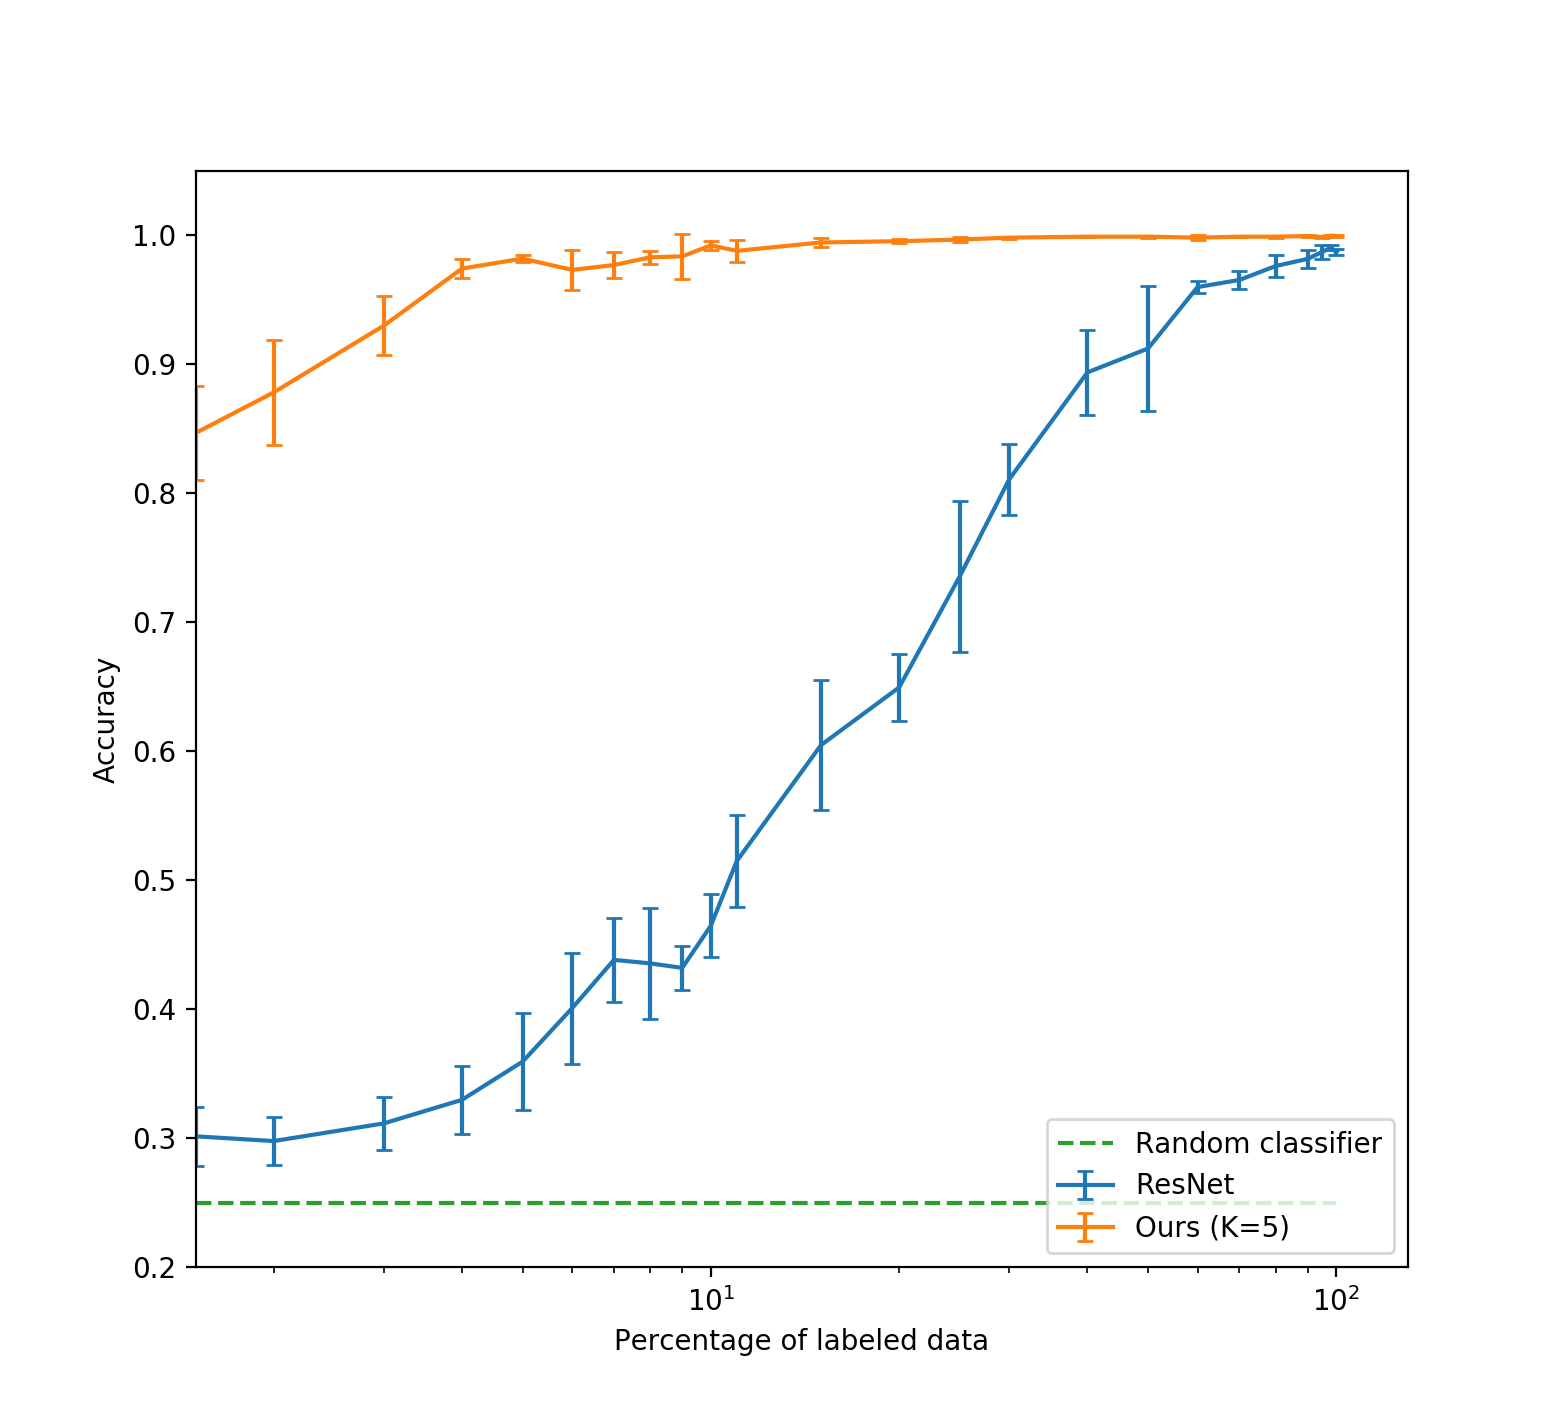 1.0
0.9
0.8
0.7
0.6
0.5
0.4
0.3
0.2
Accuracy
10¹
10²
Percentage of labeled data
Random classifier
ResNet
Ours (K=5)